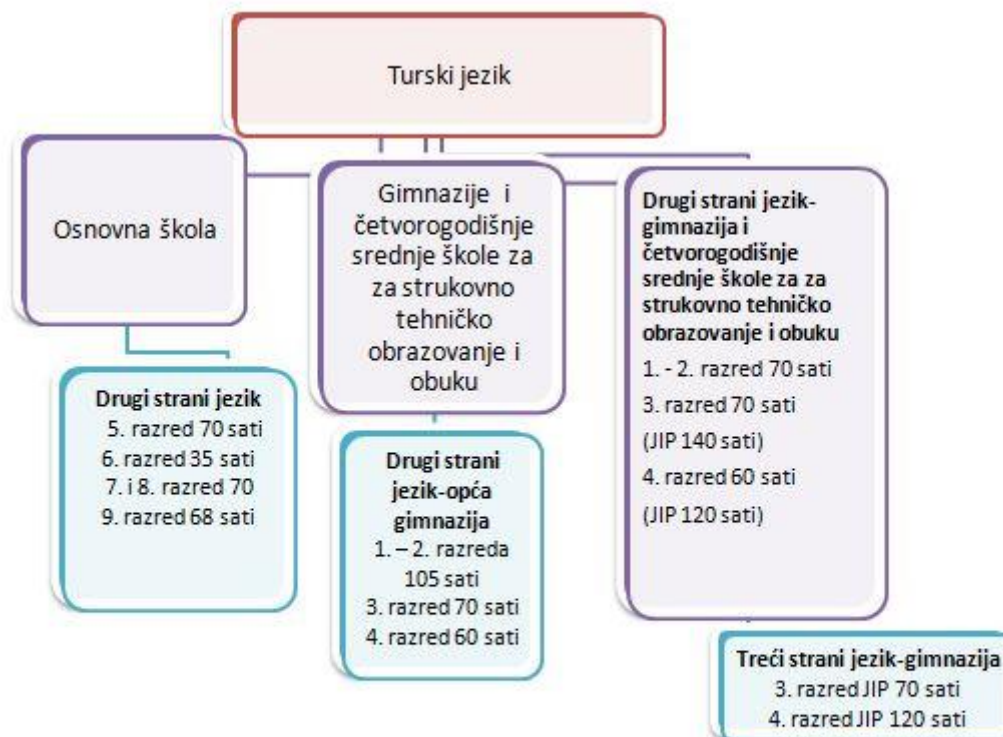 Turski jezik
Osnovna škola
Drugi strani jezik
5. razred 70 sati
6. razred 35 sati
7. i 8. razred 70
9. razred 68 sati
Gimnazije i
četvorogodišnje
srednje škole za
za strukovno
tehničko
obrazovanje i
obuku
Drugi strani
jezik-opća
gimnazija
1. – 2. razreda
105 sati
3. razred 70 sati
4. razred 60 sati
Drugi strani jezik-
gimnazija i
četvorogodišnje
srednje škole za za
strukovno tehničko
obrazovanje i obuku
1. - 2. razred 70 sati
3. razred 70 sati
(JIP 140 sati)
4. razred 60 sati
(JIP 120 sati)
Treći strani jezik-gimnazija
3. razred JIP 70 sati
4. razred JIP 120 sati